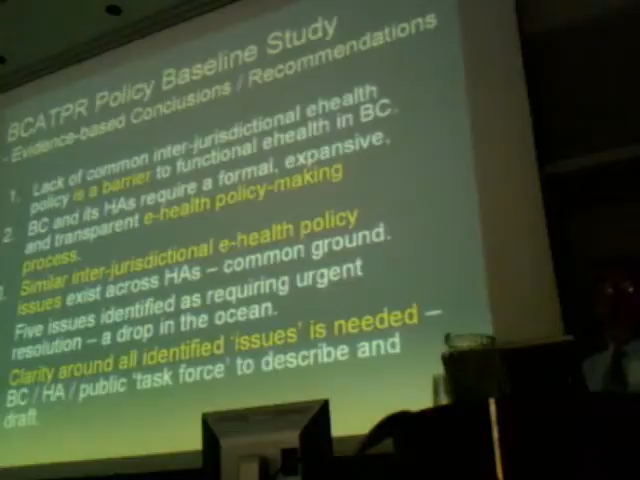 BCATPR Policy Baseline Study
- Evidence-based Conclusions / Recommendations
1. Lack of common inter-jurisdictional ehealth
policy is a barrier to functional ehealth in BC.
2. BC and its HAs require a formal, expansive,
and transparent e-health policy-making
process.
Similar inter-jurisdictional e-health policy
issues exist across HAs – common ground.
Five issues identified as requiring urgent
resolution – a drop in the ocean.
Clarity around all identified 'issues' is needed –
BC / HA / public 'task force' to describe and
draft.